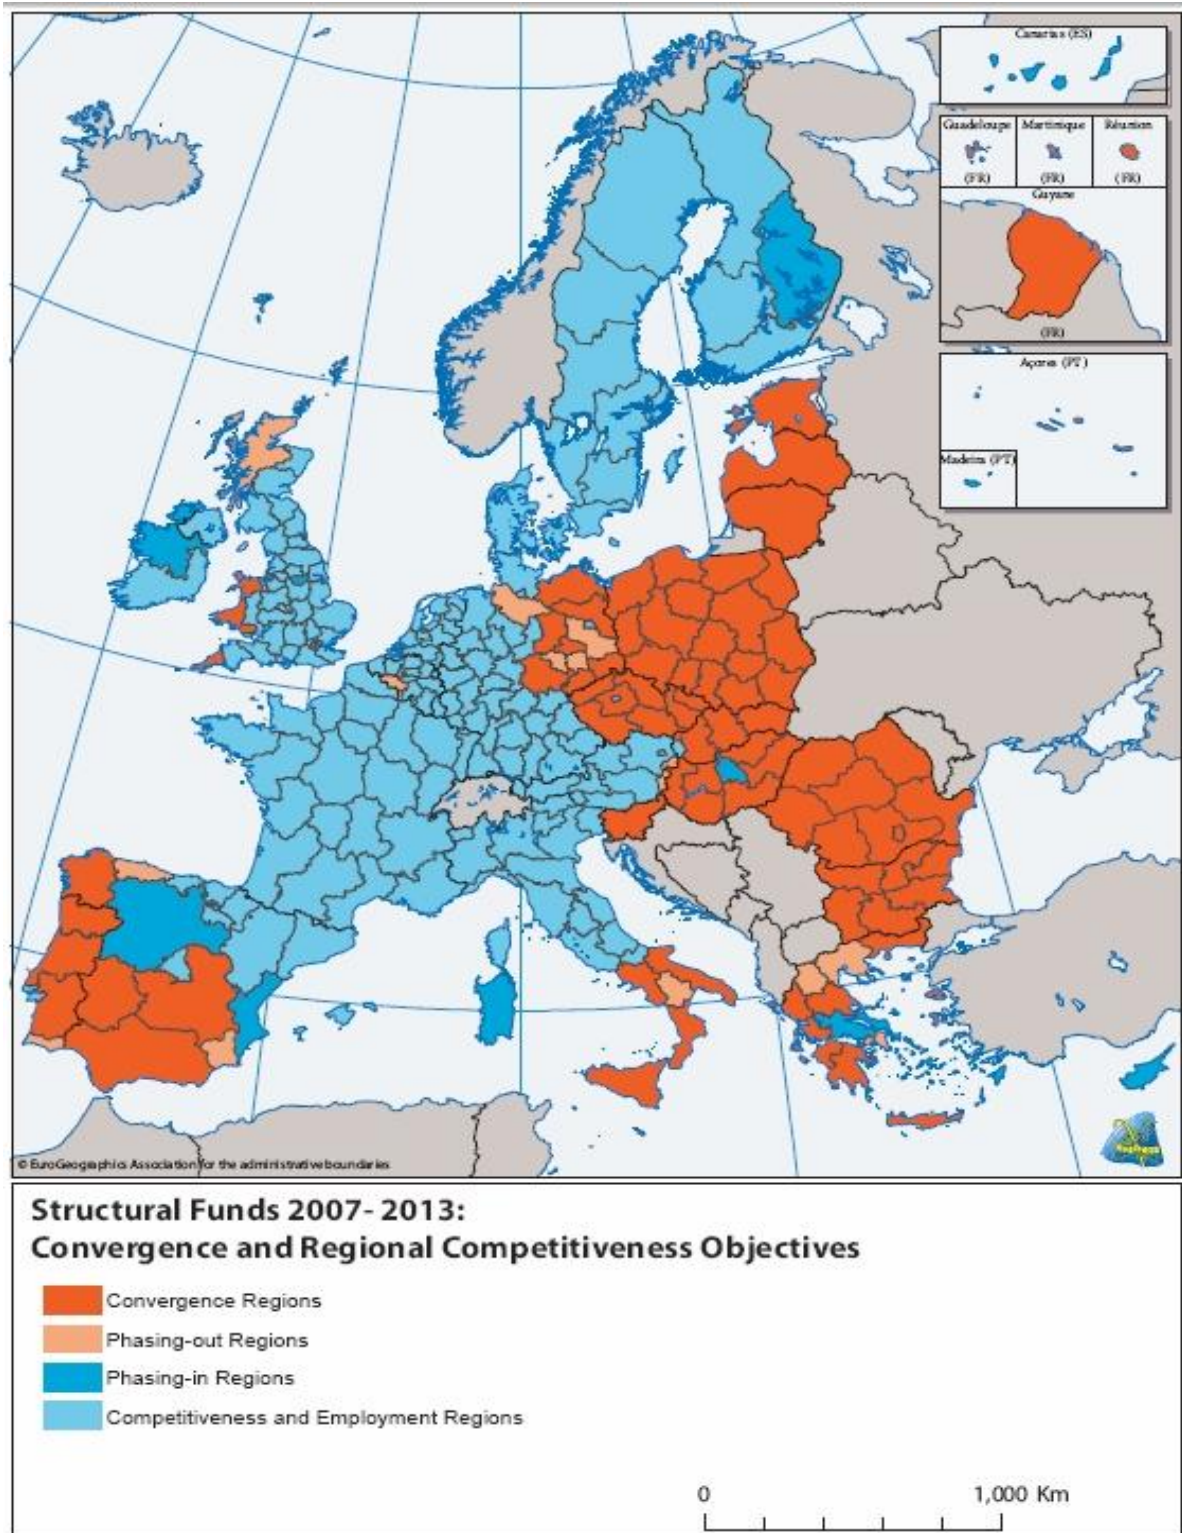 Canarias (ES)
Guadeloupe
Martinique
Réunion
(FR)
(FR)
(FR)
Guyane
(FR)
Açores (PT)
Madeira (PT)
© EuroGeographics Association for the administrative boundaries
Structural Funds 2007- 2013:
Convergence and Regional Competitiveness Objectives
Convergence Regions
Phasing-out Regions
Phasing-in Regions
Competitiveness and Employment Regions
0
1,000 Km